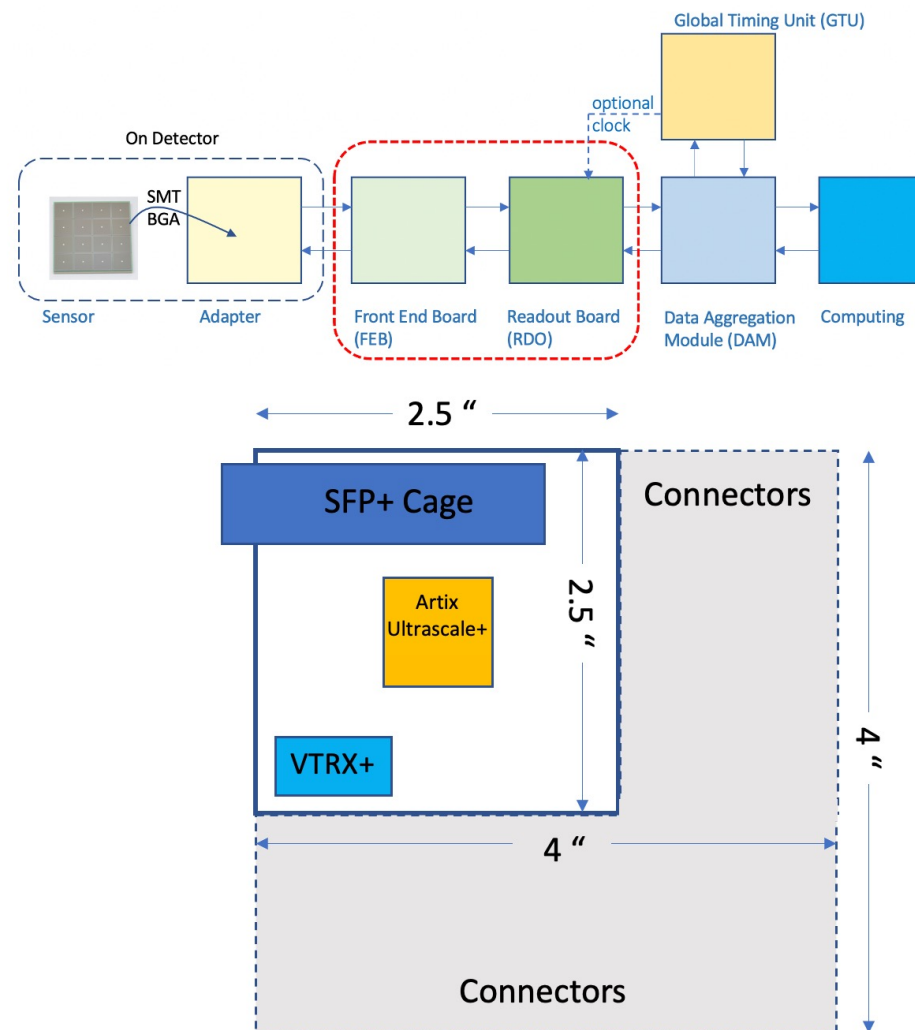 Global Timing Unit (GTU)
optional
clock
On Detector
SMT
BGA
Sensor
Adapter
Front End Board
(FEB)
Readout Board
(RDO)
Data Aggregation
Module (DAM)
Computing
2.5 “
SFP+ Cage
Connectors
2.5 “
Artix
Ultrascale+
VTRX+
4 “
4 “
Connectors